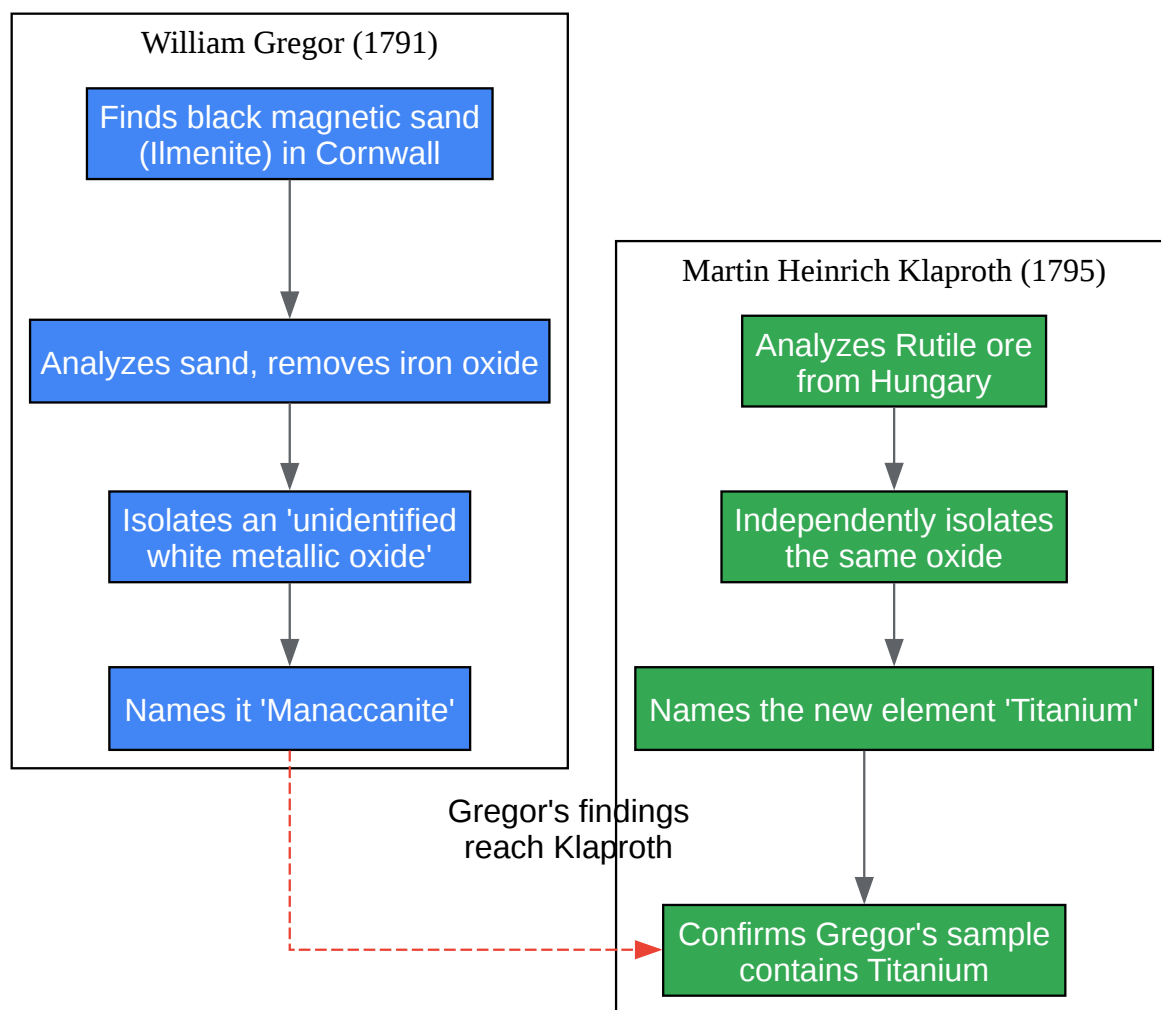 William Gregor (1791)
Finds black magnetic sand
(Ilmenite) in Cornwall
Analyzes sand, removes iron oxide
Isolates an 'unidentified
white metallic oxide'
Names it 'Manaccanite'
Gregor's findings
reach Klaproth
Martin Heinrich Klaproth (1795)
Analyzes Rutile ore
from Hungary
Independently isolates
the same oxide
Names the new element 'Titanium'
Confirms Gregor's sample
contains Titanium